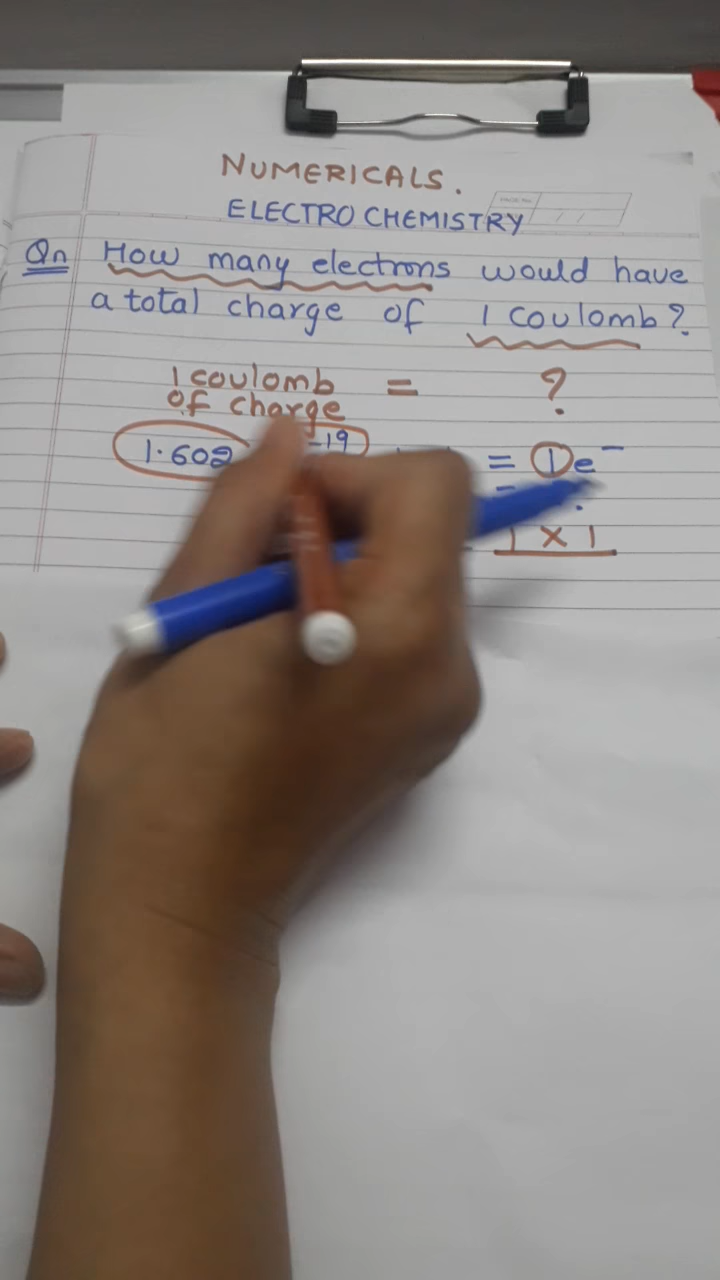 NUMERICALS.
ELECTRO CHEMISTRY
Qn How many electrons would have
a total charge of 1 Coulomb?
1 coulomb = ?
of charge
1.602 -19 = 1 e⁻
=
1 × 1